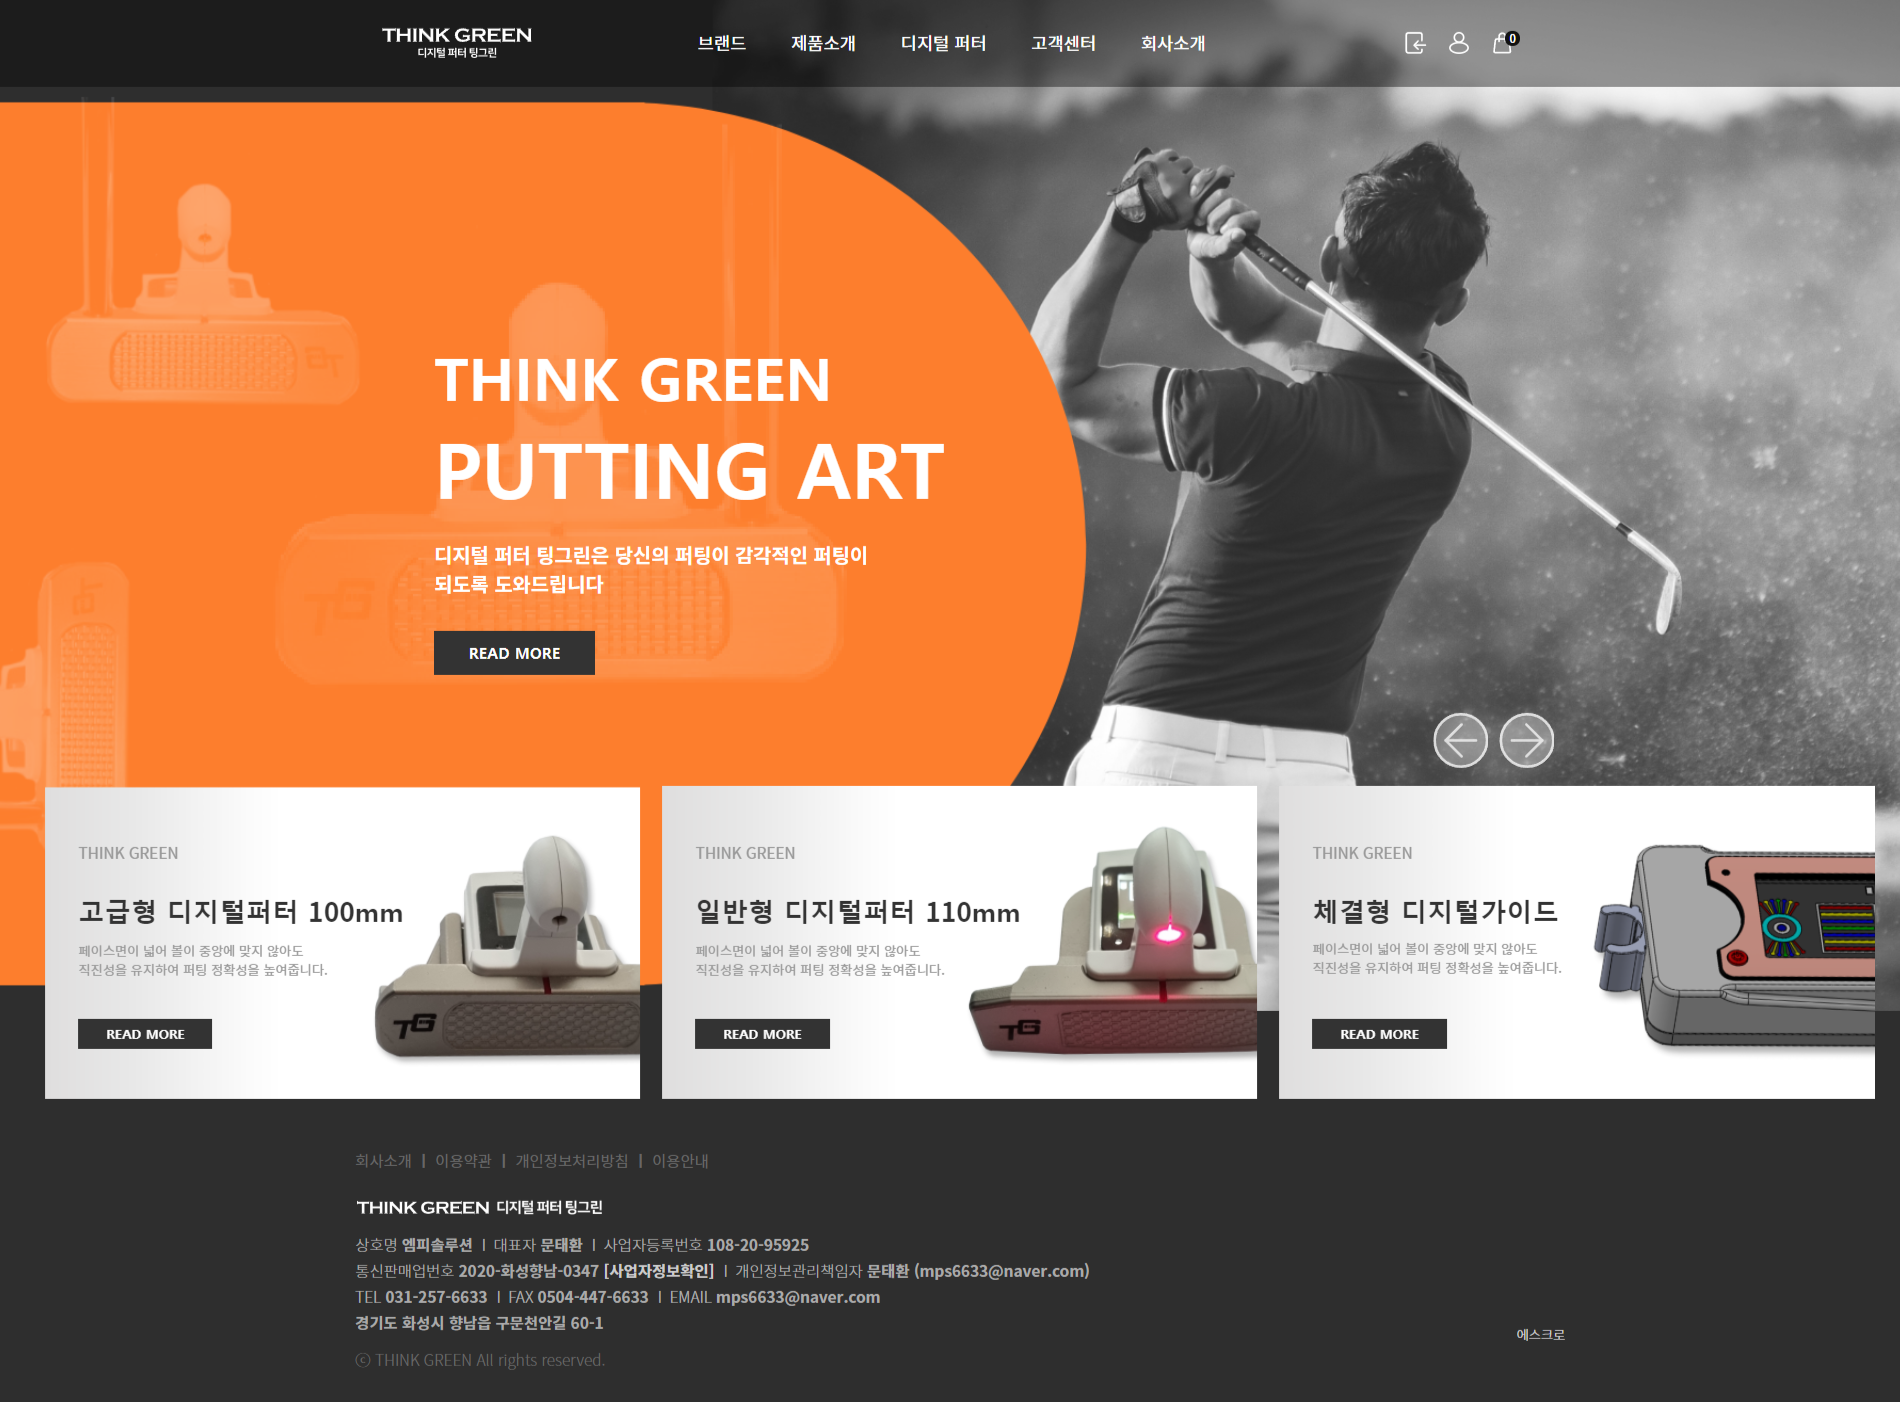 THINK GREEN
디지털 퍼터 팅그린
브랜드 제품소개 디지털 퍼터 고객센터 회사소개
0
THINK GREEN
PUTTING ART
디지털 퍼터 팅그린은 당신의 퍼팅이 감각적인 퍼팅이
되도록 도와드립니다
READ MORE
THINK GREEN
고급형 디지털퍼터 100mm
페이스면이 넓어 볼이 중앙에 맞지 않아도
직진성을 유지하여 퍼팅 정확성을 높여줍니다.
READ MORE
TG
THINK GREEN
일반형 디지털퍼터 110mm
페이스면이 넓어 볼이 중앙에 맞지 않아도
직진성을 유지하여 퍼팅 정확성을 높여줍니다.
READ MORE
TG
THINK GREEN
체결형 디지털가이드
페이스면이 넓어 볼이 중앙에 맞지 않아도
직진성을 유지하여 퍼팅 정확성을 높여줍니다.
READ MORE
회사소개 | 이용약관 | 개인정보처리방침 | 이용안내
THINK GREEN 디지털 퍼터 팅그린
상호명 엠피솔루션 | 대표자 문태환 | 사업자등록번호 108-20-95925
통신판매업번호 2020-화성향남-0347 [사업자정보확인] | 개인정보관리책임자 문태환 (mps6633@naver.com)
TEL 031-257-6633 | FAX 0504-447-6633 | EMAIL mps6633@naver.com
경기도 화성시 향남읍 구문천안길 60-1
에스크로
ⓒ THINK GREEN All rights reserved.